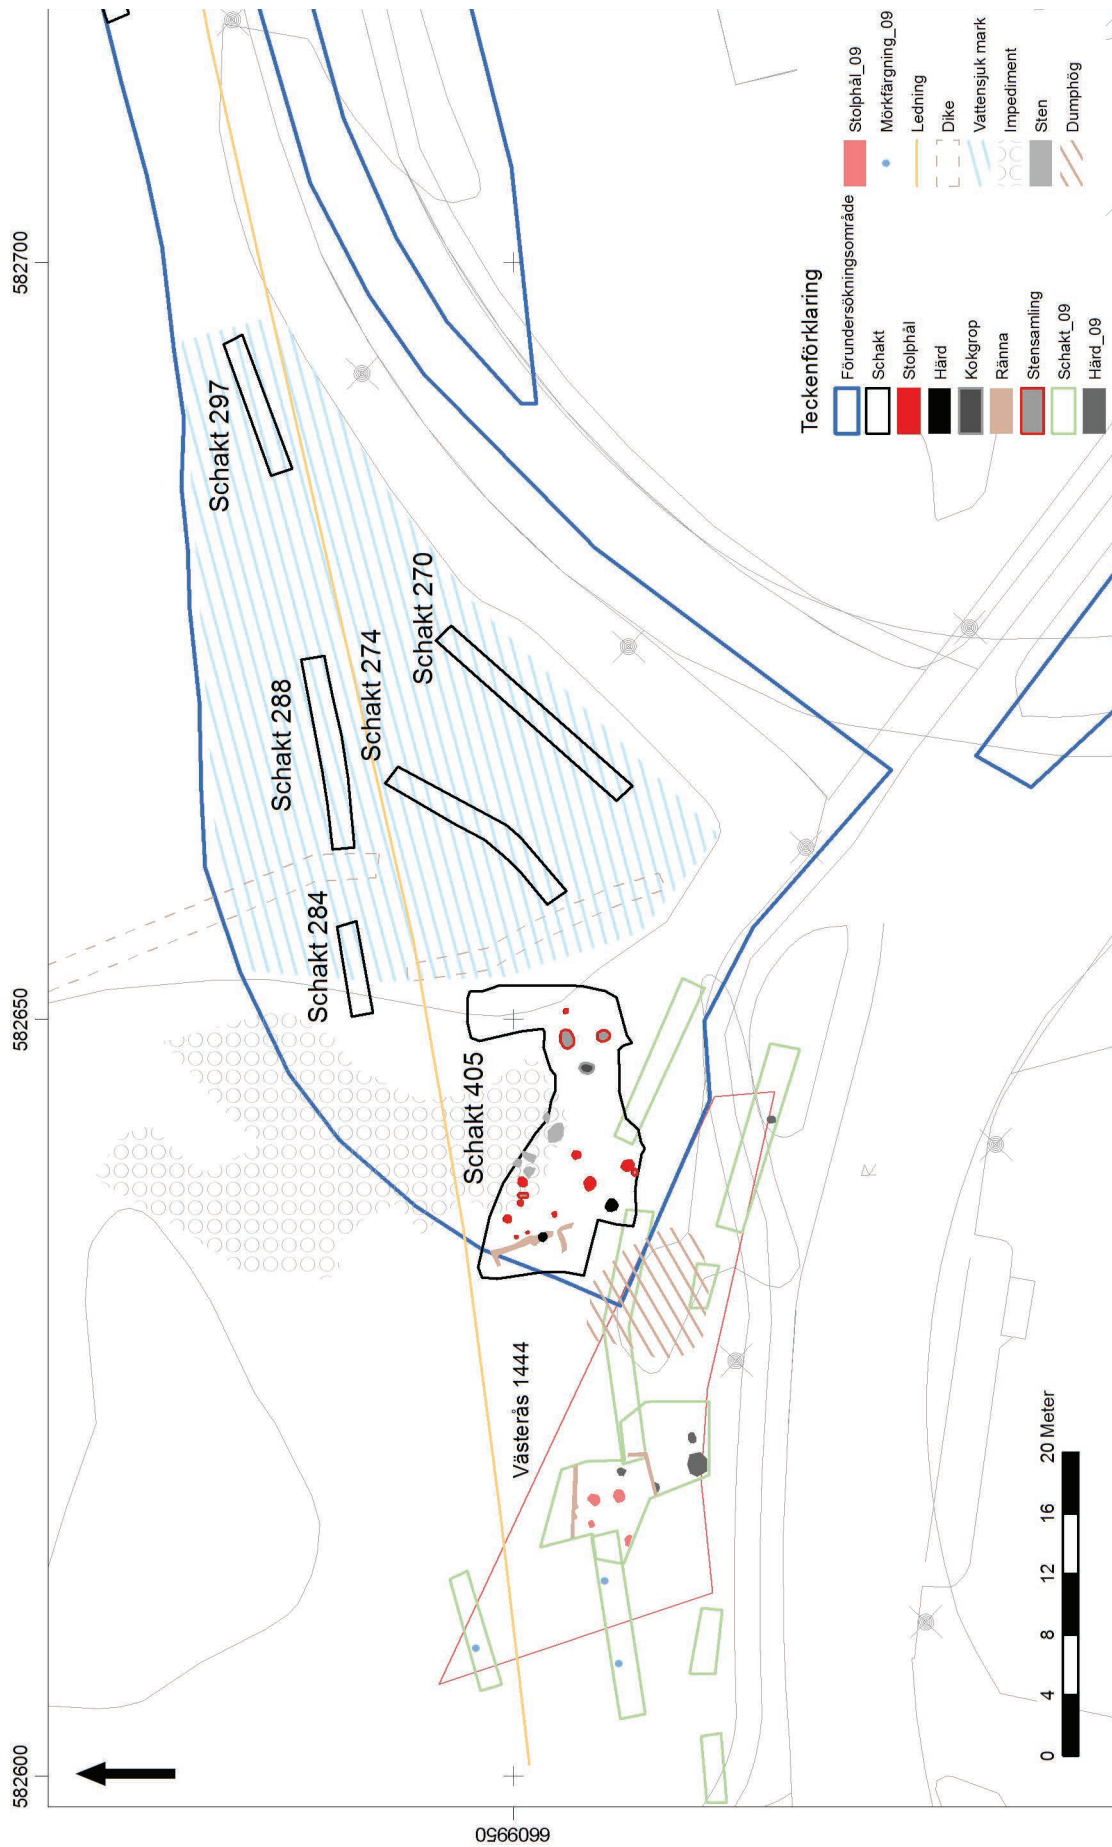 582600
582650
582700
6609950
Schakt 297
Schakt 288
Schakt 284
Schakt 274
Schakt 270
Schakt 405
Västerås 1444
0 4 8 12 16 20 Meter
Teckenförklaring
Förundersökningsområde
Schakt
Stolphål
Härd
Kokgrop
Ränna
Stensamling
Schakt_09
Härd_09
Stolphål_09
Mörkfärgning_09
Ledning
Dike
Vattensjuk mark
Impediment
Sten
Dumphög